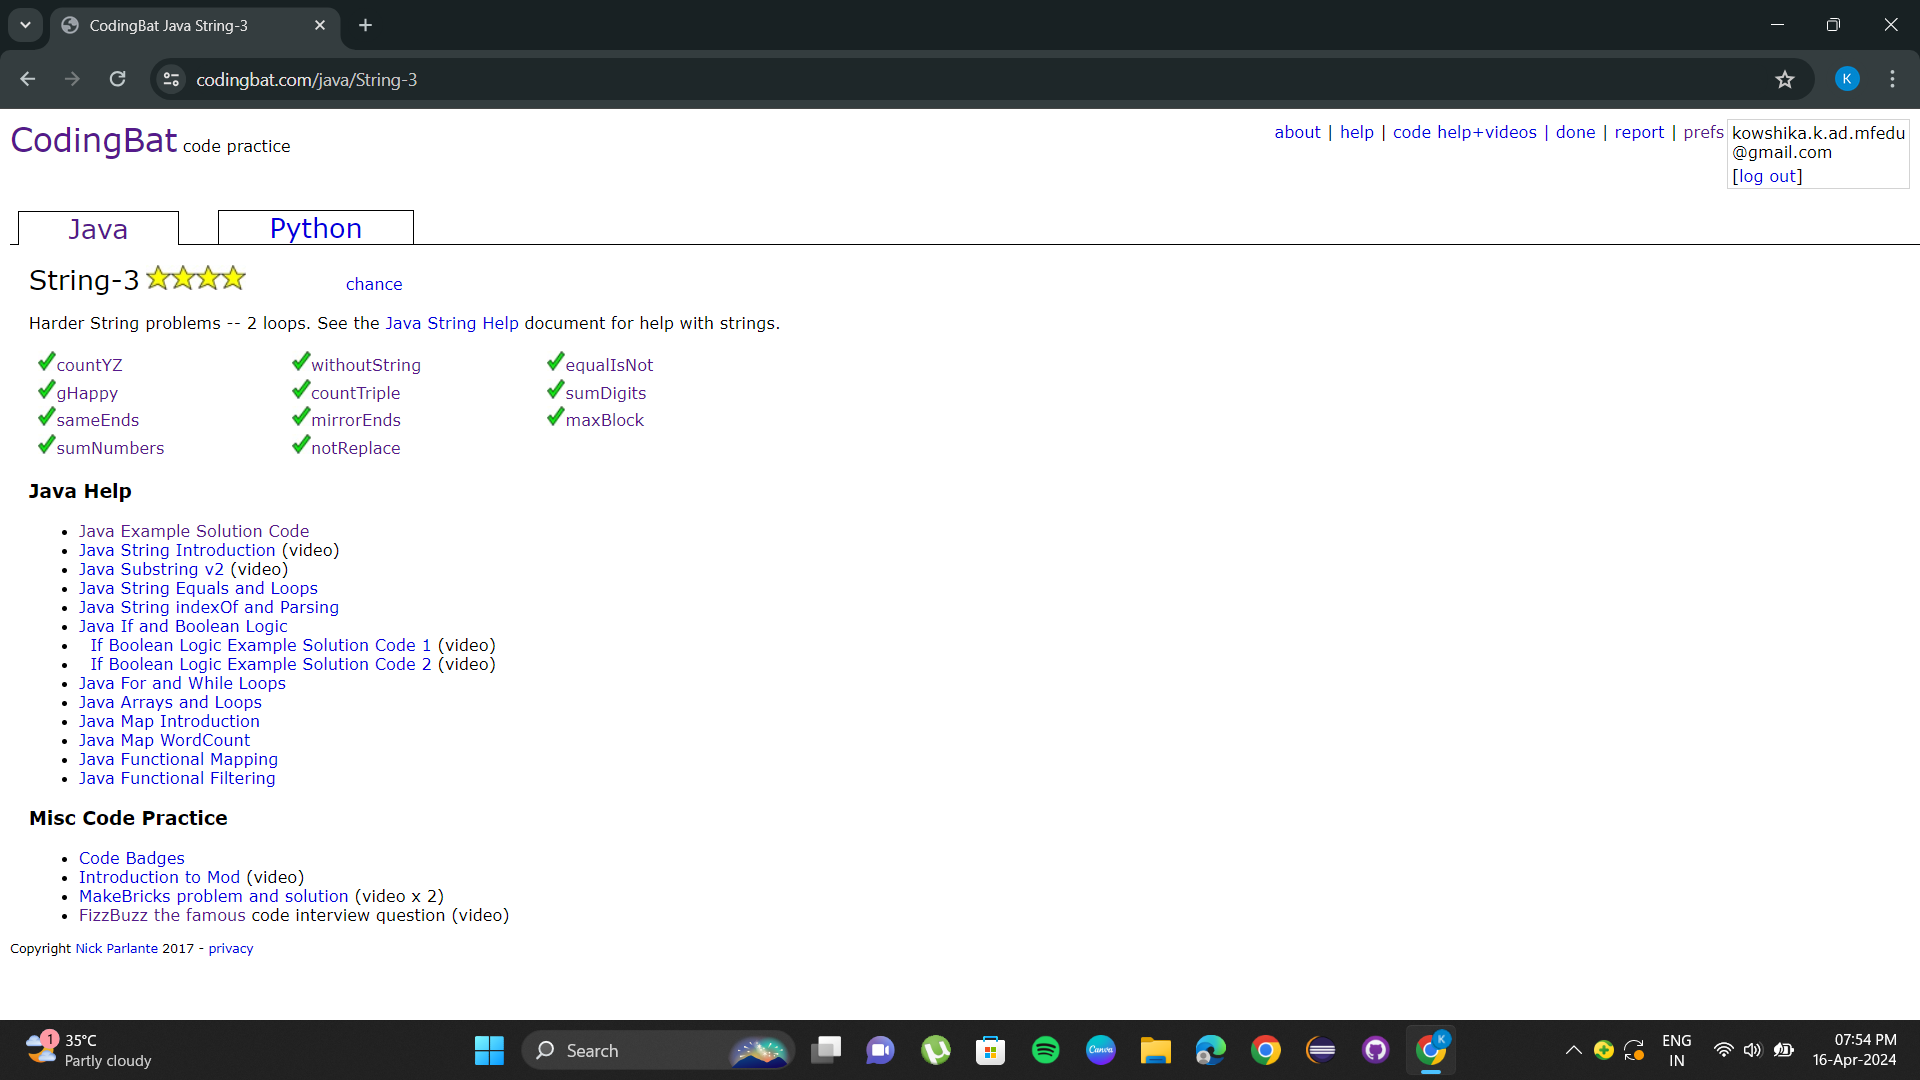 CodingBat Java String-3
codingbat.com/java/String-3
K
CodingBat code practice
about | help | code help+videos | done | report | prefs
kowshika.k.ad.mfedu
@gmail.com
[log out]
Java
Python
String-3
chance
Harder String problems -- 2 loops. See the Java String Help document for help with strings.
countYZ withoutString equalIsNot
gHappy countTriple sumDigits
sameEnds mirrorEnds maxBlock
sumNumbers notReplace
Java Help
Java Example Solution Code
Java String Introduction (video)
Java Substring v2 (video)
Java String Equals and Loops
Java String indexOf and Parsing
Java If and Boolean Logic
If Boolean Logic Example Solution Code 1 (video)
If Boolean Logic Example Solution Code 2 (video)
Java For and While Loops
Java Arrays and Loops
Java Map Introduction
Java Map WordCount
Java Functional Mapping
Java Functional Filtering
Misc Code Practice
Code Badges
Introduction to Mod (video)
MakeBricks problem and solution (video x 2)
FizzBuzz the famous code interview question (video)
Copyright Nick Parlante 2017 - privacy
1
35°C
Partly cloudy
Search
Canva
K
ENG
IN
07:54 PM
16-Apr-2024